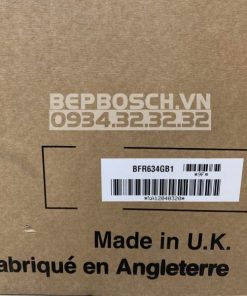 BEPBOSCH.VN
0934.32.32.32
BFR634GB1
Made in U.K.
abriqué en Angleterre